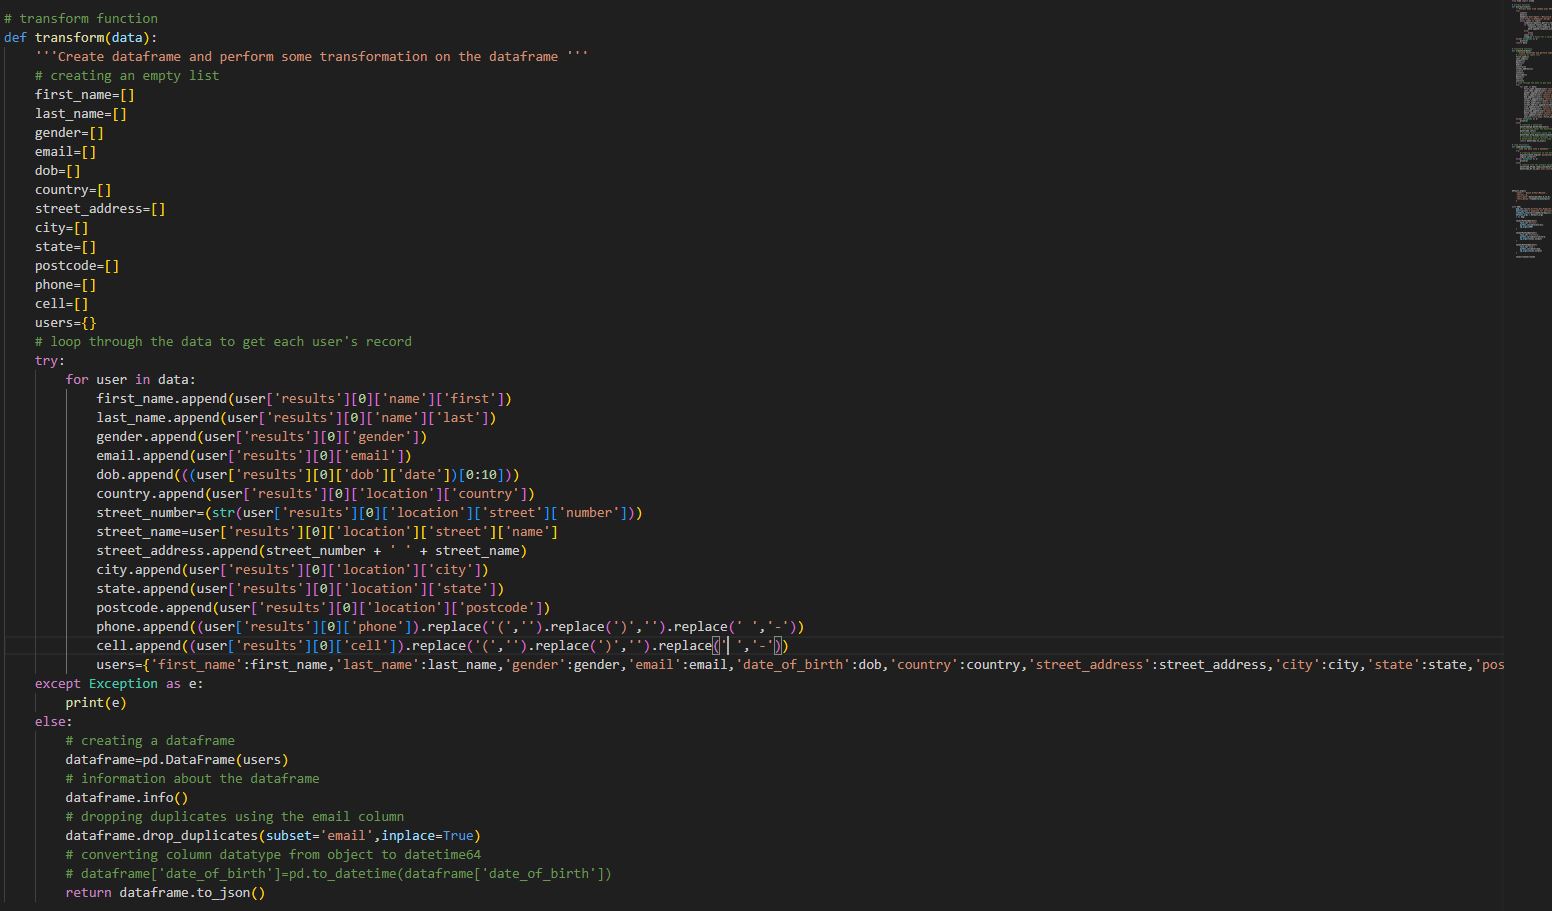 # transform function
def transform(data):
    '''Create dataframe and perform some transformation on the dataframe '''
    # creating an empty list
    first_name=[]
    last_name=[]
    gender=[]
    email=[]
    dob=[]
    country=[]
    street_address=[]
    city=[]
    state=[]
    postcode=[]
    phone=[]
    cell=[]
    users={}
    # loop through the data to get each user's record
    try:
        for user in data:
            first_name.append(user['results'][0]['name']['first'])
            last_name.append(user['results'][0]['name']['last'])
            gender.append(user['results'][0]['gender'])
            email.append(user['results'][0]['email'])
            dob.append(((user['results'][0]['dob']['date'])[0:10]))
            country.append(user['results'][0]['location']['country'])
            street_number=(str(user['results'][0]['location']['street']['number']))
            street_name=user['results'][0]['location']['street']['name']
            street_address.append(street_number + ' ' + street_name)
            city.append(user['results'][0]['location']['city'])
            state.append(user['results'][0]['location']['state'])
            postcode.append(user['results'][0]['location']['postcode'])
            phone.append((user['results'][0]['phone']).replace('(','').replace(')','').replace(' ','-'))
            cell.append((user['results'][0]['cell']).replace('(','').replace(')','').replace(' ','-'))
            users={'first_name':first_name,'last_name':last_name,'gender':gender,'email':email,'date_of_birth':dob,'country':country,'street_address':street_address,'city':city,'state':state,'pos
    except Exception as e:
        print(e)
    else:
        # creating a dataframe
        dataframe=pd.DataFrame(users)
        # information about the dataframe
        dataframe.info()
        # dropping duplicates using the email column
        dataframe.drop_duplicates(subset='email',inplace=True)
        # converting column datatype from object to datetime64
        # dataframe['date_of_birth']=pd.to_datetime(dataframe['date_of_birth'])
        return dataframe.to_json()